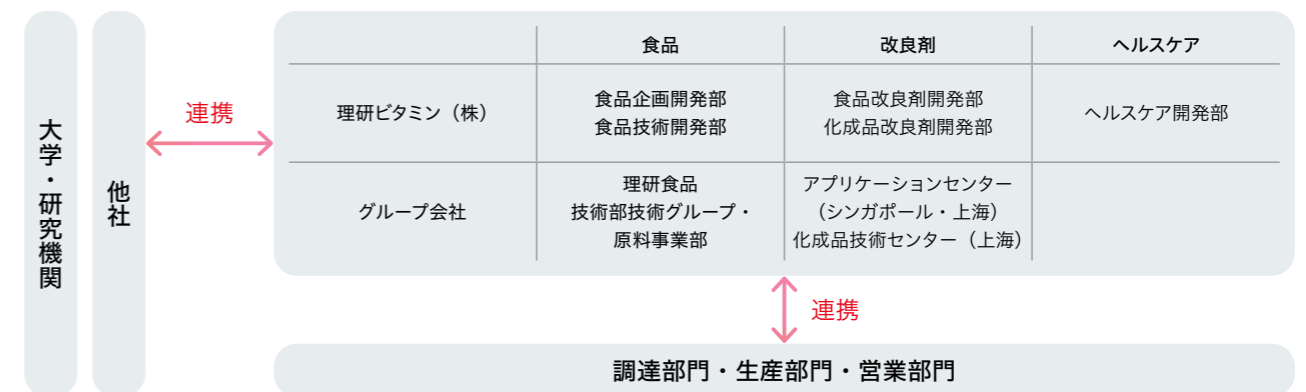 大学・研究機関
他社
連携
食品
改良剤
ヘルスケア
理研ビタミン（株）
食品企画開発部
食品技術開発部
食品改良剤開発部
化成品改良剤開発部
ヘルスケア開発部
グループ会社
理研食品
技術部技術グループ・
原料事業部
アプリケーションセンター
（シンガポール・上海）
化成品技術センター（上海）
連携
調達部門・生産部門・営業部門